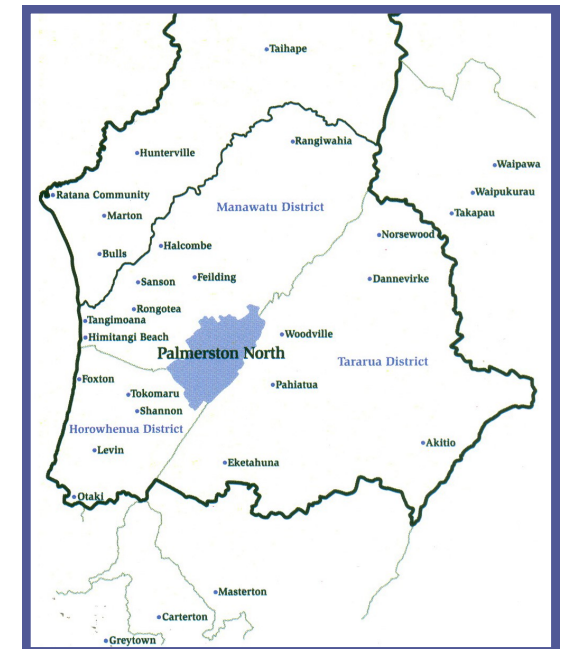 Taihape
Hunterville
Rangiwahia
Waipawa
Ratana Community
Waipukurau
Manawatu District
Marton
Takapau
Norsewood
Halcombe
Bulls
Feilding
Dannevirke
Sanson
Rongotea
Tangimoana
Himitangi Beach
Woodville
Palmerston North
Tararua District
Foxton
Pahiatua
Tokomaru
Shannon
Horowhenua District
Akitio
Levin
Eketahuna
Otaki
Masterton
Carterton
Greytown